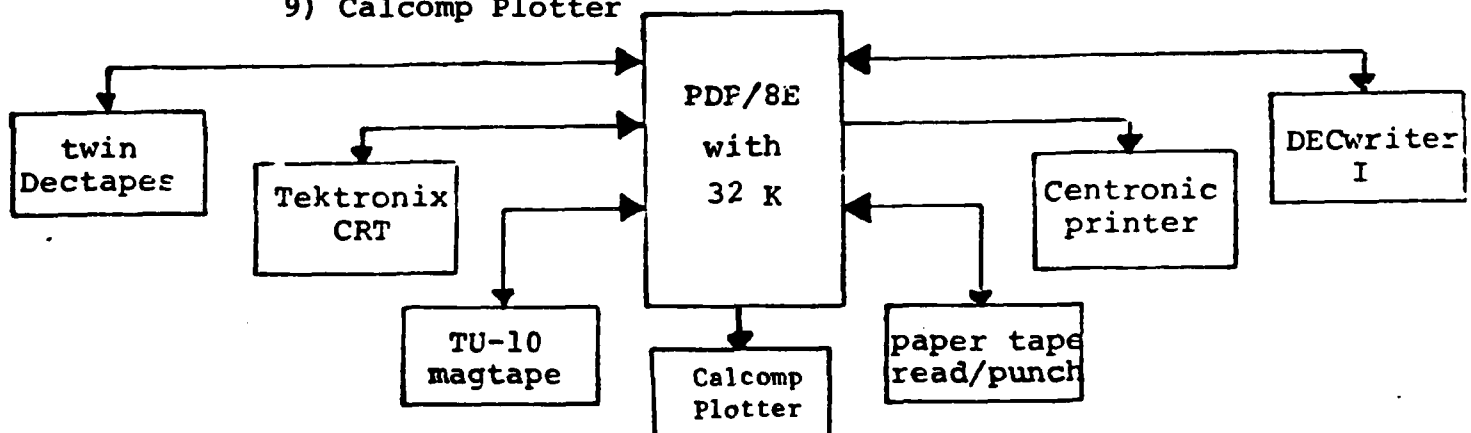 9) Calcomp Plotter
PDP/8E
with
32 K
twin
Dectapes
Tektronix
CRT
TU-10
magtape
Calcomp
Plotter
paper tape
read/punch
Centronic
printer
DECwriter
I